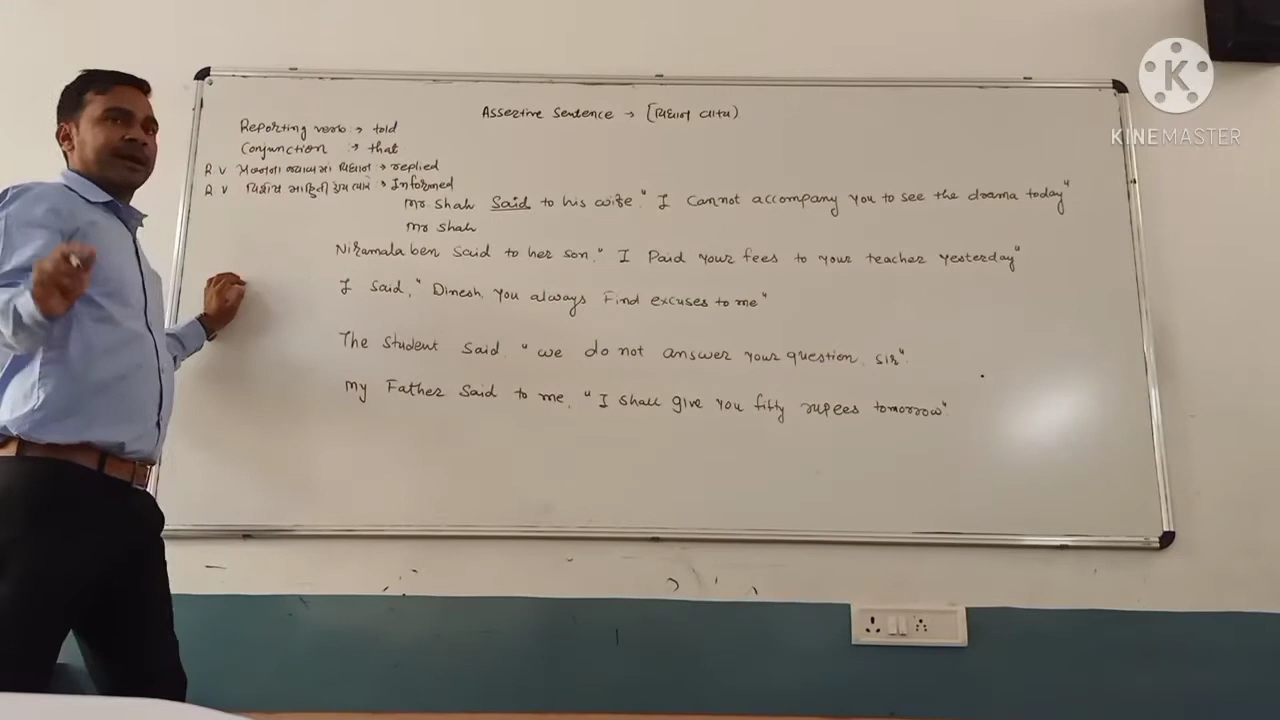 Assertive Sentence → [વિધાન વાક્ય)
Reporting verb → told
Conjunction → that
R V પ્રશ્નના જવાબમાં વિધાન → replied
R V વિશેષ માહિતી હોય ત્યારે → Informed
Mr. Shah Said to his wife." I Cannot accompany you to see the drama today"
Mr Shah
Niramala ben Said to her son," I Paid your fees to your teacher yesterday"
I Said," Dinesh, you always Find excuses to me"
The Student Said, "we do not answer your question, sir".
My Father Said to me, "I shall give you fifty rupees tomorrow".
K
KINEMASTER